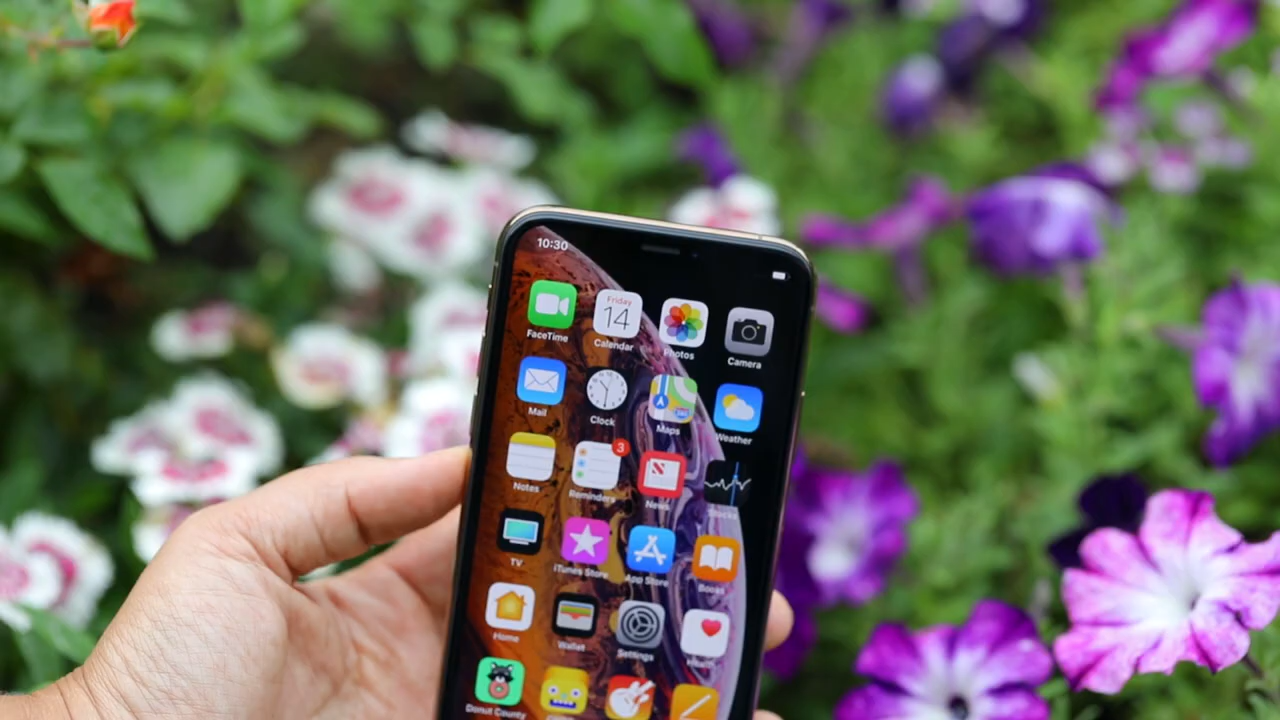 10:30
Friday
14
FaceTime
Calendar
Photos
Camera
Mail
Clock
Maps
Weather
3
Notes
Reminders
News
Stocks
TV
iTunes Store
App Store
Books
Home
Wallet
Settings
Health
Donut County